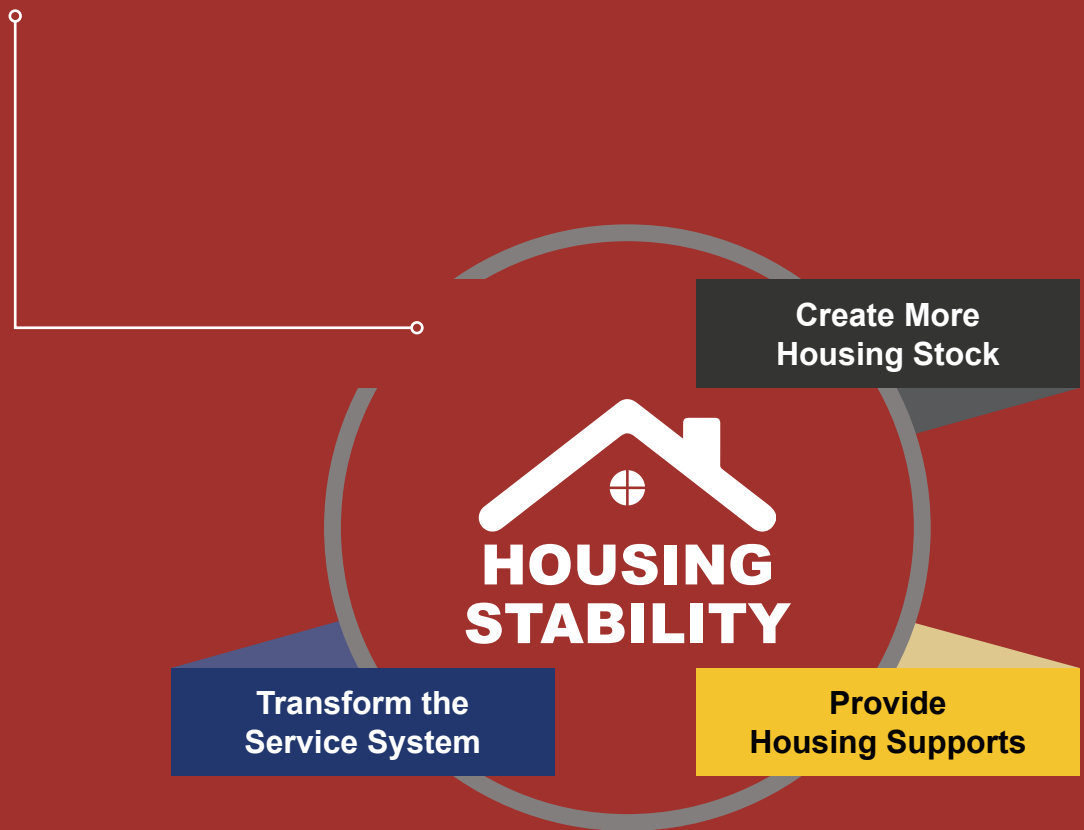 Create More
Housing Stock
HOUSING
STABILITY
Transform the
Service System
Provide
Housing Supports